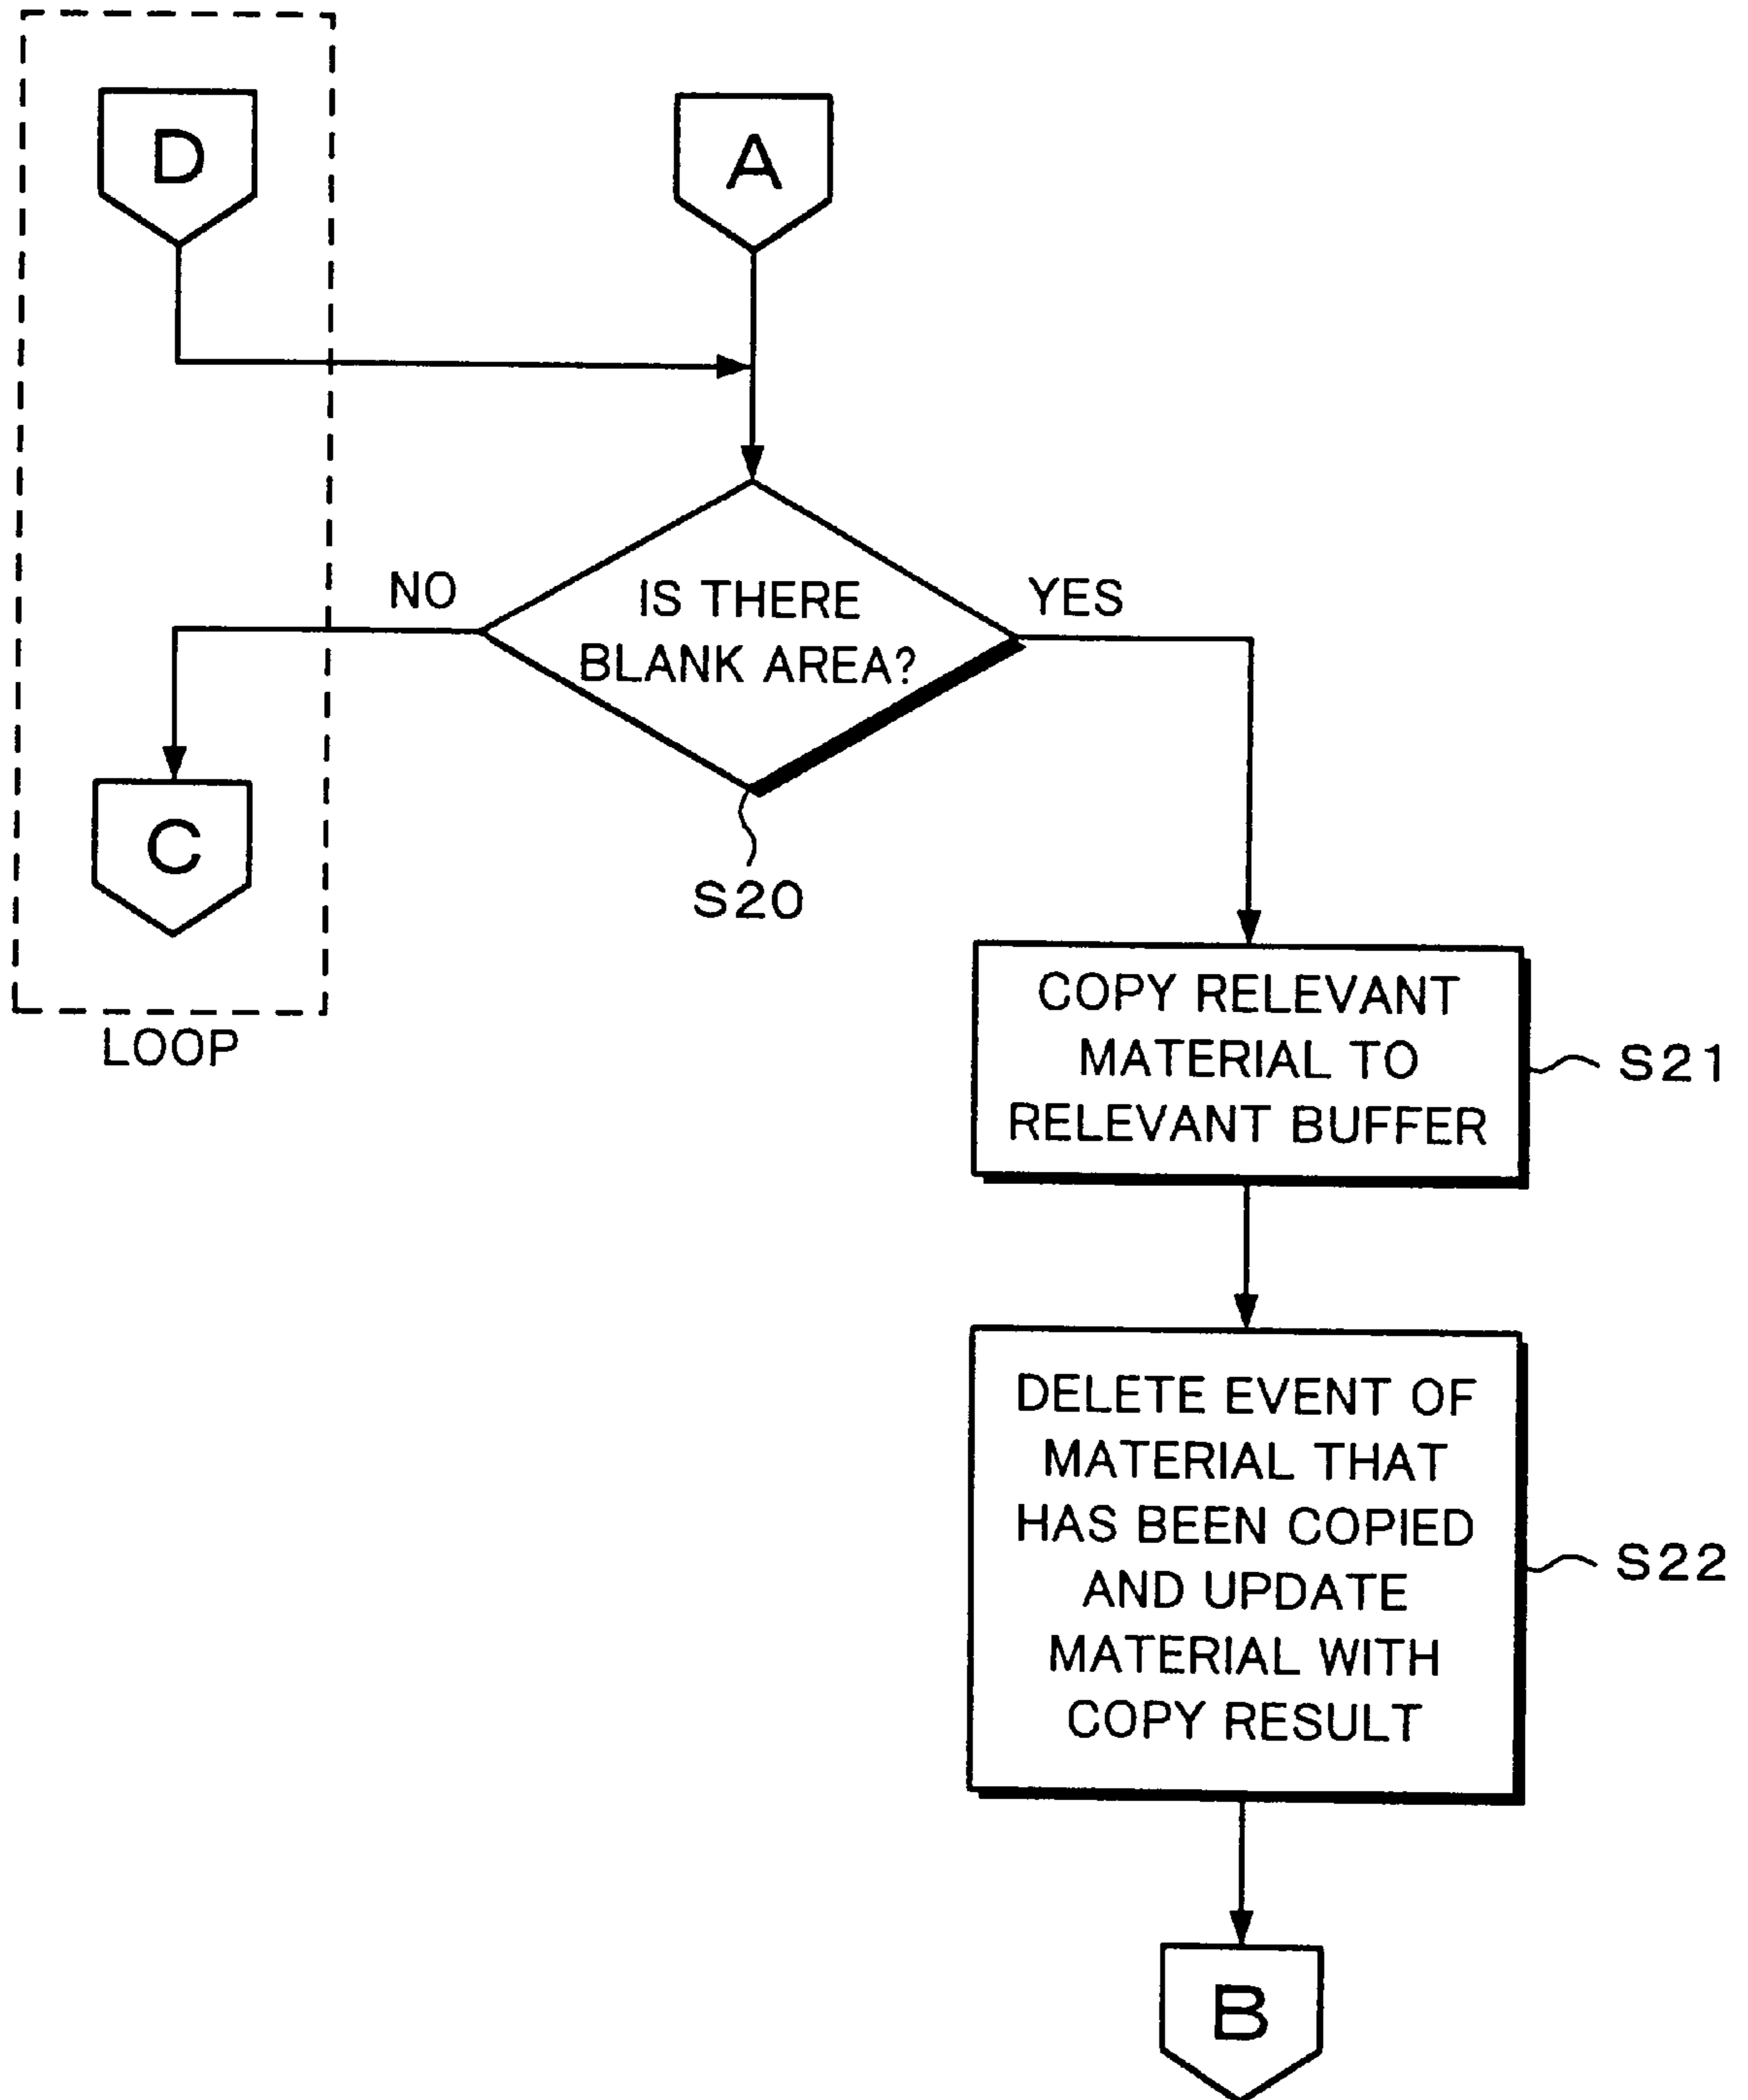 D
A
NO
IS THERE
BLANK AREA?
YES
C
S20
LOOP
COPY RELEVANT
MATERIAL TO
RELEVANT BUFFER
S21
DELETE EVENT OF
MATERIAL THAT
HAS BEEN COPIED
AND UPDATE
MATERIAL WITH
COPY RESULT
S22
B